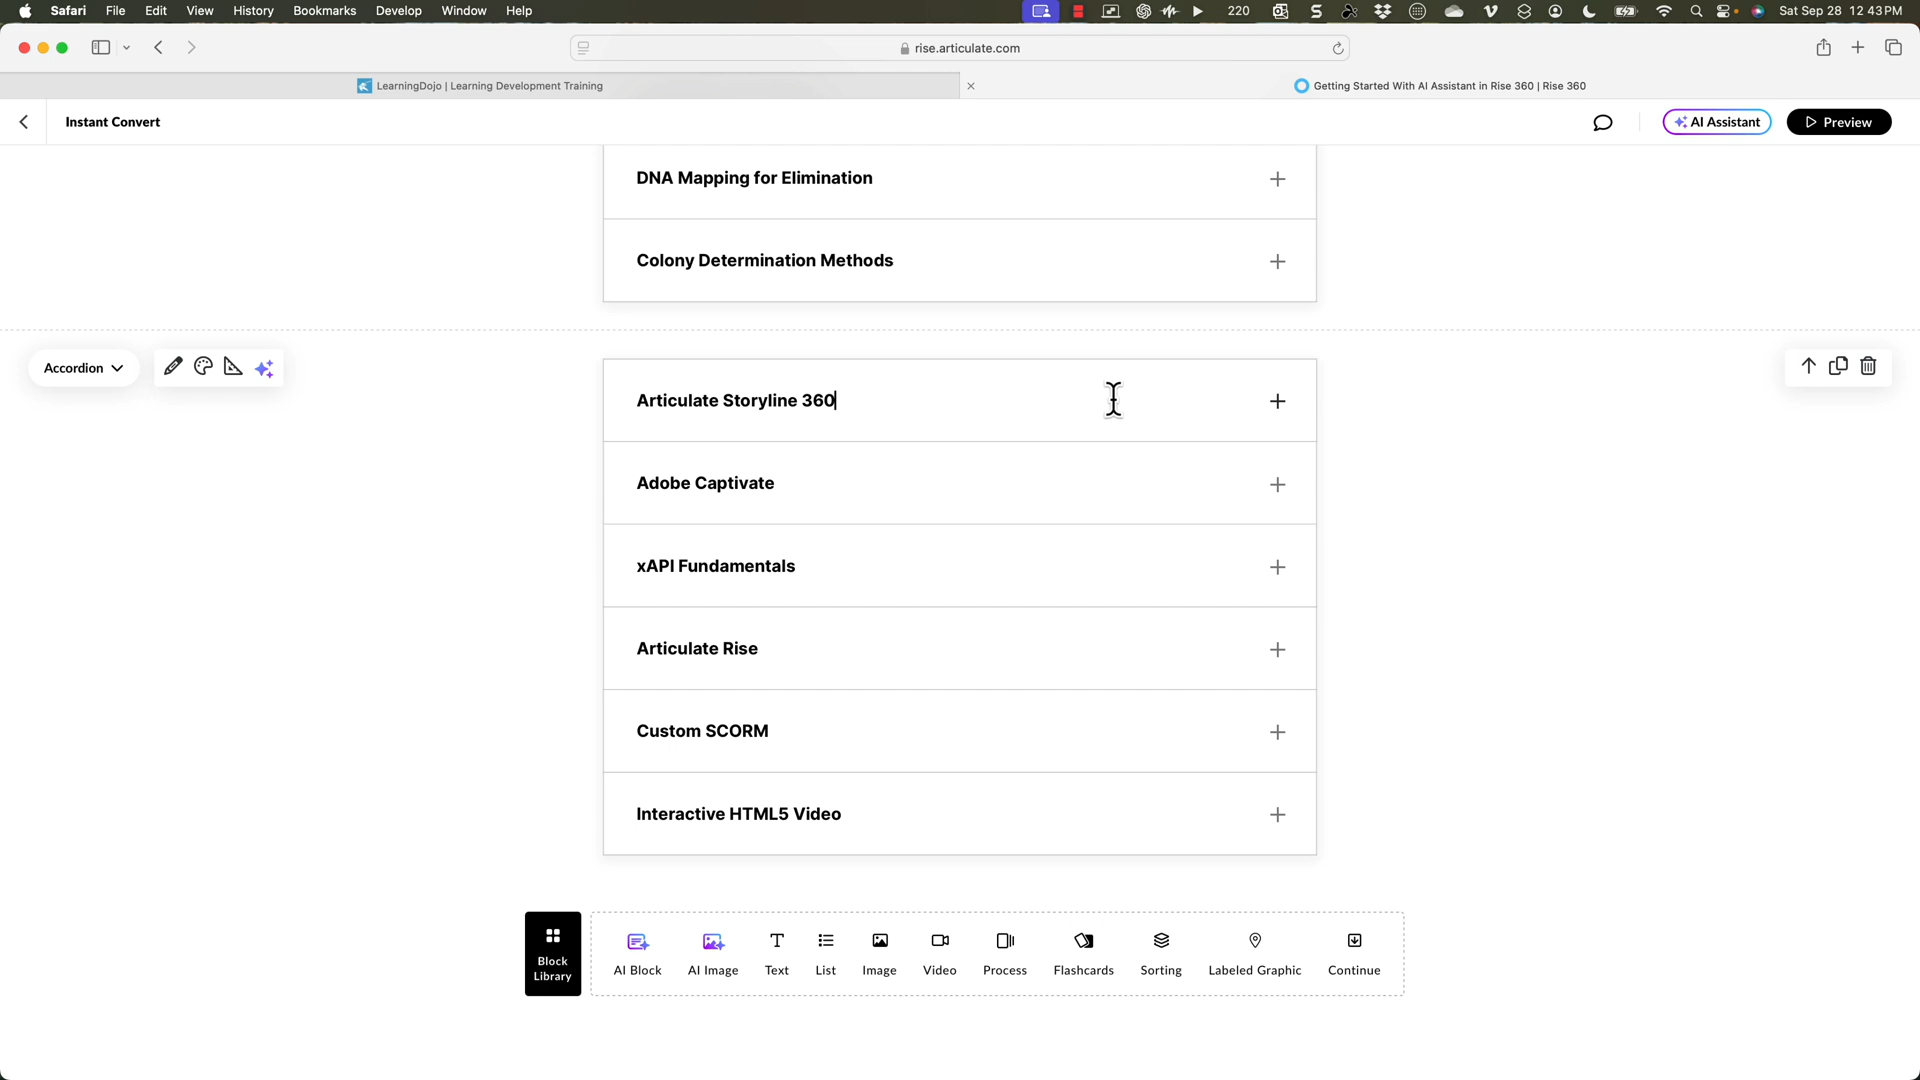 Safari File Edit View History Bookmarks Develop Window Help 220 Sat Sep 28 12 43 PM
rise.articulate.com
LearningDojo | Learning Development Training
Getting Started With AI Assistant in Rise 360 | Rise 360
Instant Convert
AI Assistant
Preview
DNA Mapping for Elimination
Colony Determination Methods
Accordion
Articulate Storyline 360
Adobe Captivate
xAPI Fundamentals
Articulate Rise
Custom SCORM
Interactive HTML5 Video
Block
Library
AI Block
AI Image
Text
List
Image
Video
Process
Flashcards
Sorting
Labeled Graphic
Continue